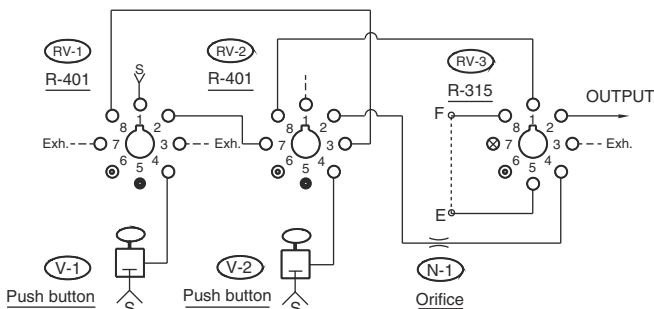 RV-1
R-401
S
RV-2
R-401
RV-3
R-315
OUTPUT
1
2
3
4
5
6
7
8
Exh.
Exh.
1
2
3
4
5
6
7
8
1
2
3
4
5
6
7
8
Exh.
F
E
V-1
Push button
S
V-2
Push button
S
N-1
Orifice